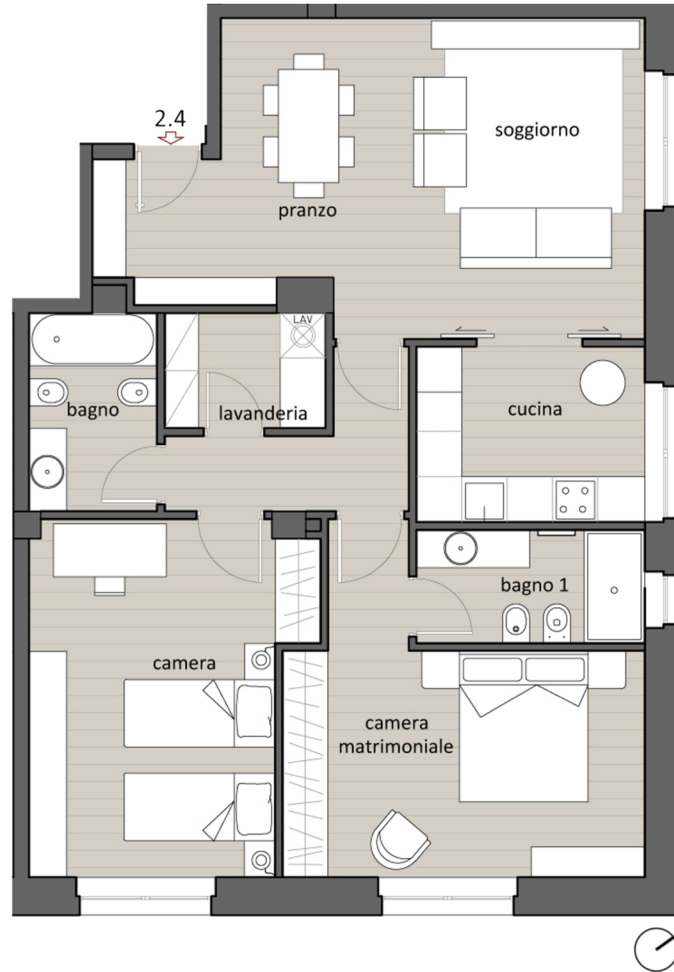 2.4
soggiorno
pranzo
LAV
bagno
lavanderia
cucina
bagno 1
camera
camera
matrimoniale